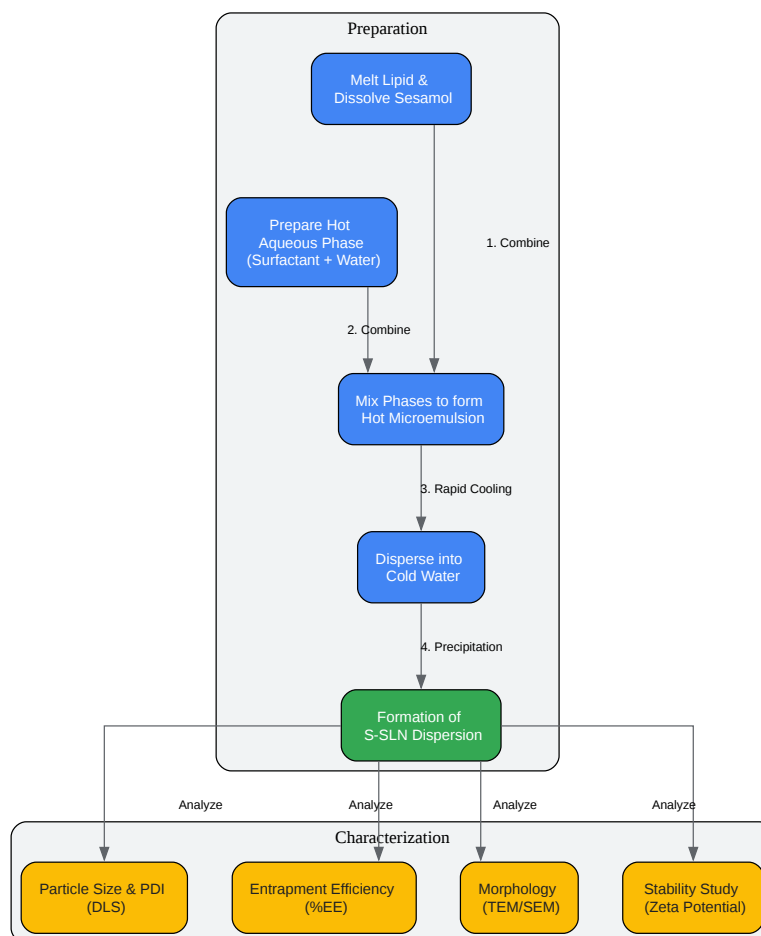 Preparation
Melt Lipid &
Dissolve Sesamol
Prepare Hot
Aqueous Phase
(Surfactant + Water)
1. Combine
2. Combine
Mix Phases to form
Hot Microemulsion
3. Rapid Cooling
Disperse into
Cold Water
4. Precipitation
Formation of
S-SLN Dispersion
Analyze
Analyze
Analyze
Analyze
Characterization
Particle Size & PDI
(DLS)
Entrapment Efficiency
(%EE)
Morphology
(TEM/SEM)
Stability Study
(Zeta Potential)